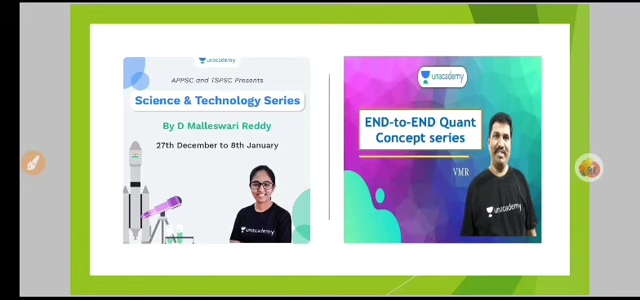 unacademy
APPSC and TSPSC Presents
Science & Technology Series
By D Malleswari Reddy
27th December to 8th January
unacademy
unacademy
END-to-END Quant
Concept series
VMR
unacademy